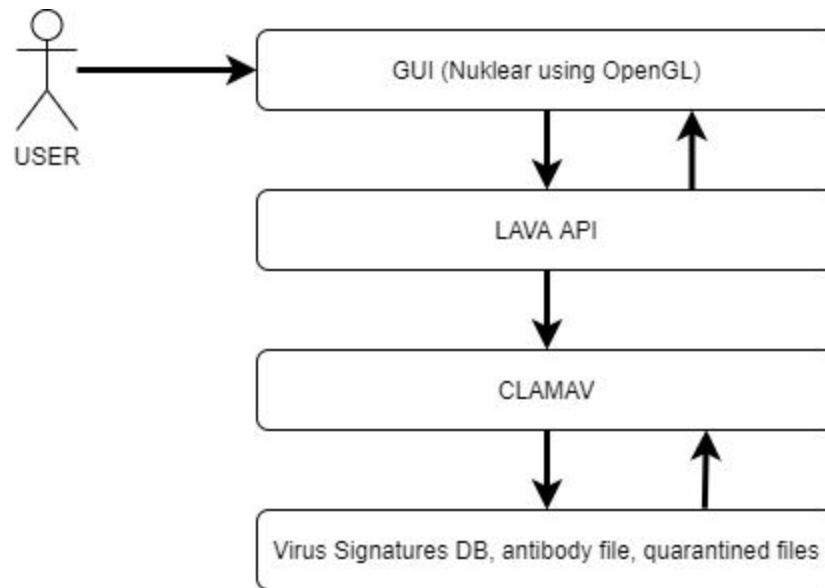 GUI (Nuklear using OpenGL)
USER
LAVA API
CLAMAV
Virus Signatures DB, antibody file, quarantined files